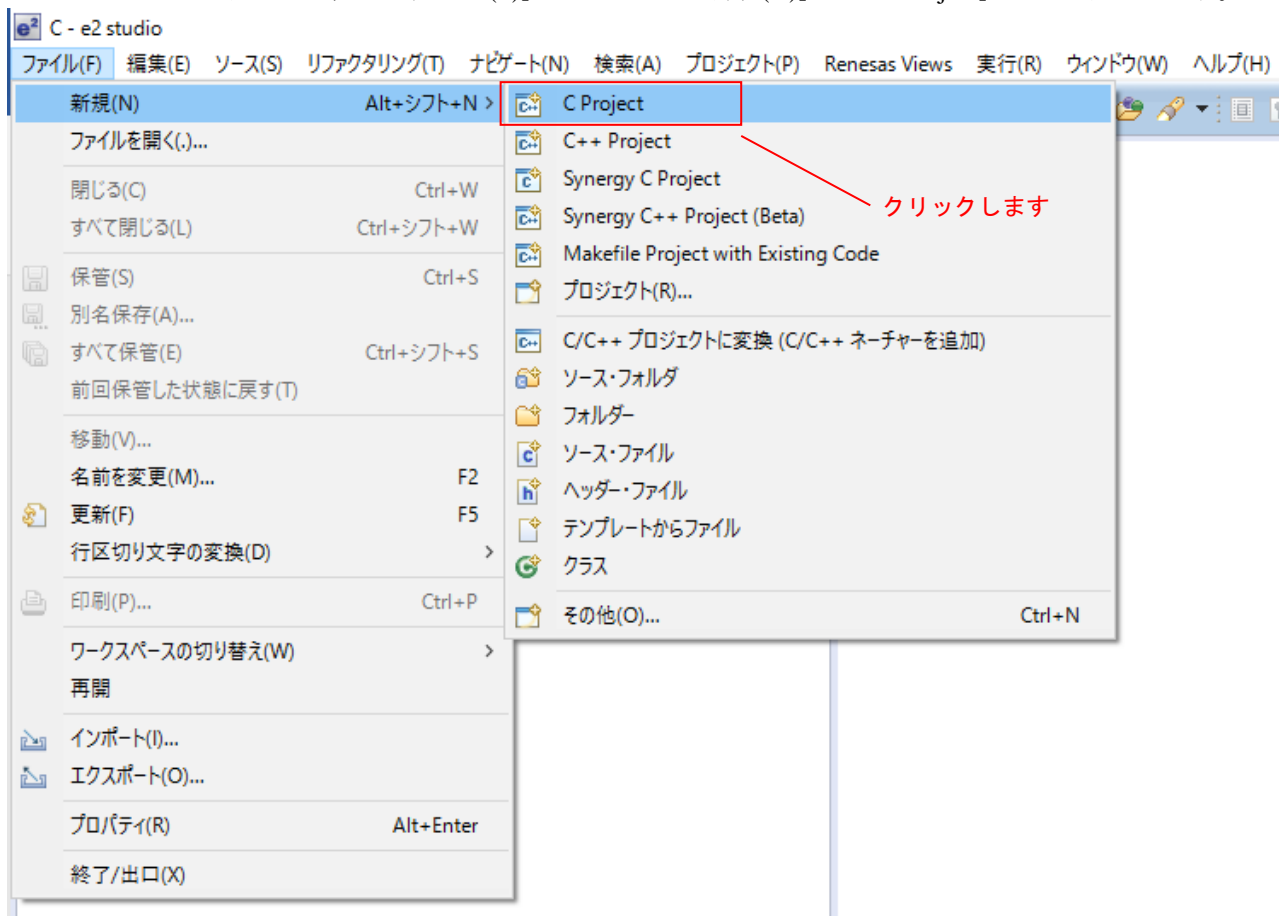 C - e2 studio
ファイル(F) 編集(E) ソース(S) リファクタリング(T) ナビゲート(N) 検索(A) プロジェクト(P) Renesas Views 実行(R) ウィンドウ(W) ヘルプ(H)
新規(N) Alt+シフト+N >
ファイルを開く(.)...
閉じる(C) Ctrl+W
すべて閉じる(L) Ctrl+シフト+W
保管(S) Ctrl+S
別名保存(A)...
すべて保管(E) Ctrl+シフト+S
前回保管した状態に戻す(T)
移動(V)...
名前を変更(M)... F2
更新(F) F5
行区切り文字の変換(D) >
印刷(P)... Ctrl+P
ワークスペースの切り替え(W) >
再開
インポート(I)...
エクスポート(O)...
プロパティ(R) Alt+Enter
終了/出口(X)
C Project
C++ Project
Synergy C Project
Synergy C++ Project (Beta)
Makefile Project with Existing Code
プロジェクト(R)...
C/C++ プロジェクトに変換 (C/C++ ネーチャーを追加)
ソース・フォルダ
フォルダー
ソース・ファイル
ヘッダー・ファイル
テンプレートからファイル
クラス
その他(O)... Ctrl+N
クリックします